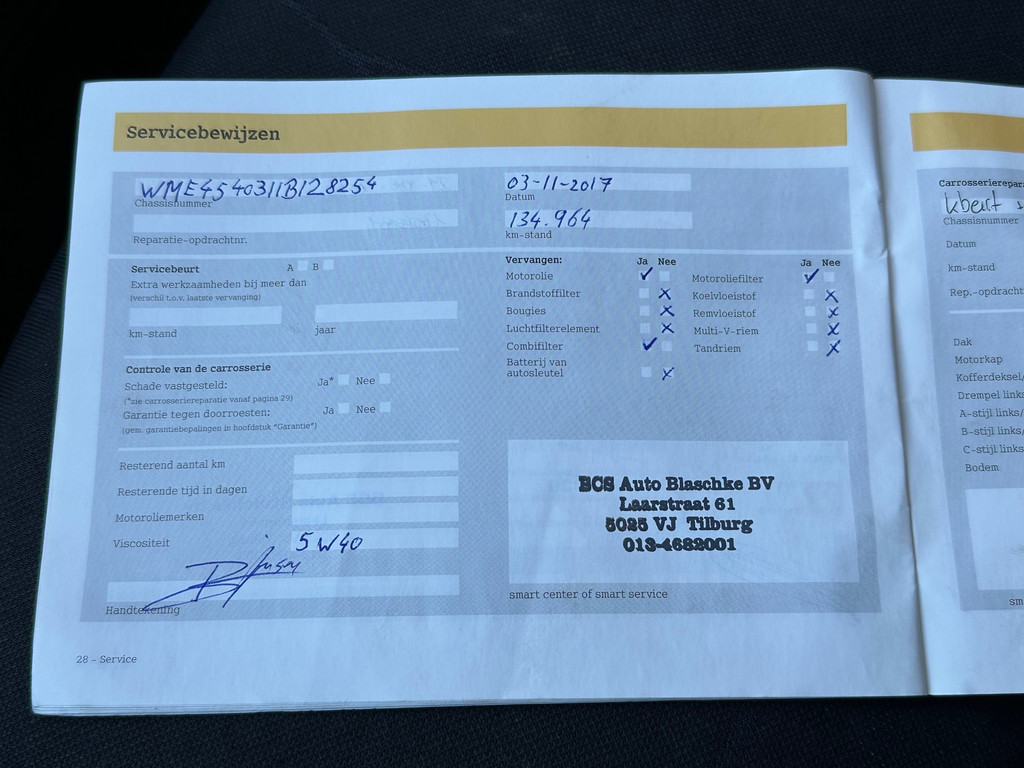 Servicebewijzen
WME4540311B128254
Chassisnummer
Reparatie-opdrachtnr.
03-11-2017
Datum
134.964
km-stand
Servicebeurt A B
Extra werkzaamheden bij meer dan
(verschil t.o.v. laatste vervanging)
km-stand jaar
Controle van de carrosserie
Schade vastgesteld: Ja* Nee
(*zie carrosseriereparatie vanaf pagina 29)
Garantie tegen doorroesten: Ja Nee
(gem. garantiebepalingen in hoofdstuk "Garantie")
Resterend aantal km
Resterende tijd in dagen
Motoroliemerken
Viscositeit 5W40
Handtekening
Vervangen: Ja Nee Ja Nee
Motorolie ✓ Motoroliefilter ✓
Brandstoffilter x Koelvloeistof x
Bougies x Remvloeistof x
Luchtfilterelement x Multi-V-riem x
Combifilter ✓ Tandriem x
Batterij van
autosleutel x
BCS Auto Blaschke BV
Laarstraat 61
5025 VJ Tilburg
013-4682001
smart center of smart service
28 - Service
Carrosserierepar
Chassisnummer
Datum
km-stand
Rep.-opdracht
Dak
Motorkap
Kofferdeksel/
Drempel links
A-stijl links/
B-stijl links/
C-stijl links
Bodem
sm